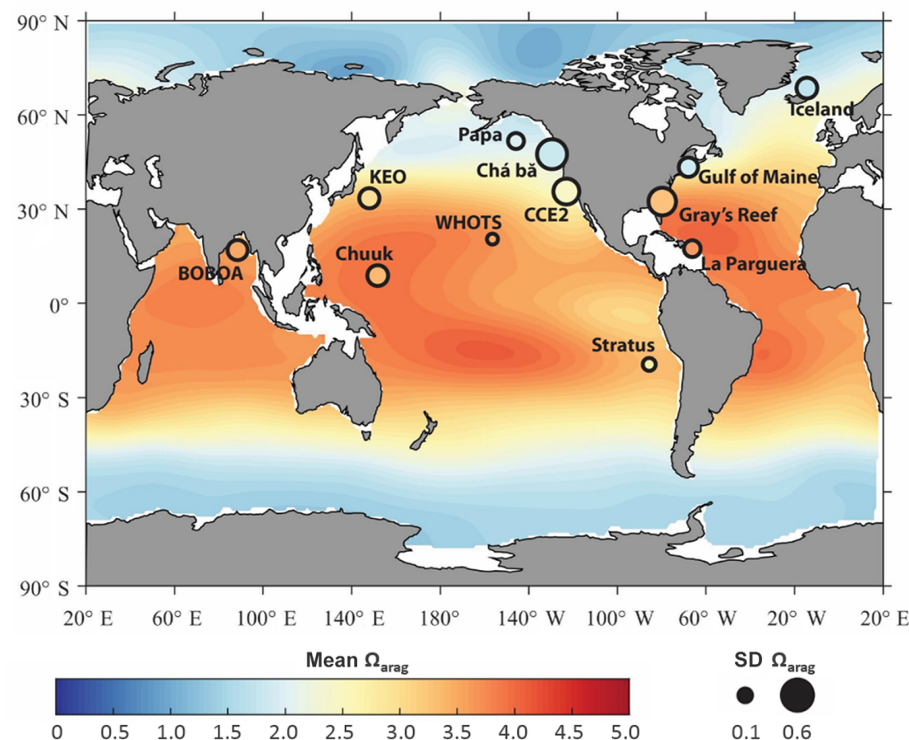 90° N
60° N
30° N
0°
30° S
60° S
90° S
Iceland
Papa
Chá bă
KEO
Gulf of Maine
CCE2
Gray's Reef
WHOTS
Chuuk
BOBOA
La Parguera
Stratus
20° E 60° E 100° E 140° E 180° 140° W 100° W 60° W 20° W 20° E
Mean Ωarag
0 0.5 1.0 1.5 2.0 2.5 3.0 3.5 4.0 4.5 5.0
SD Ωarag
0.1 0.6